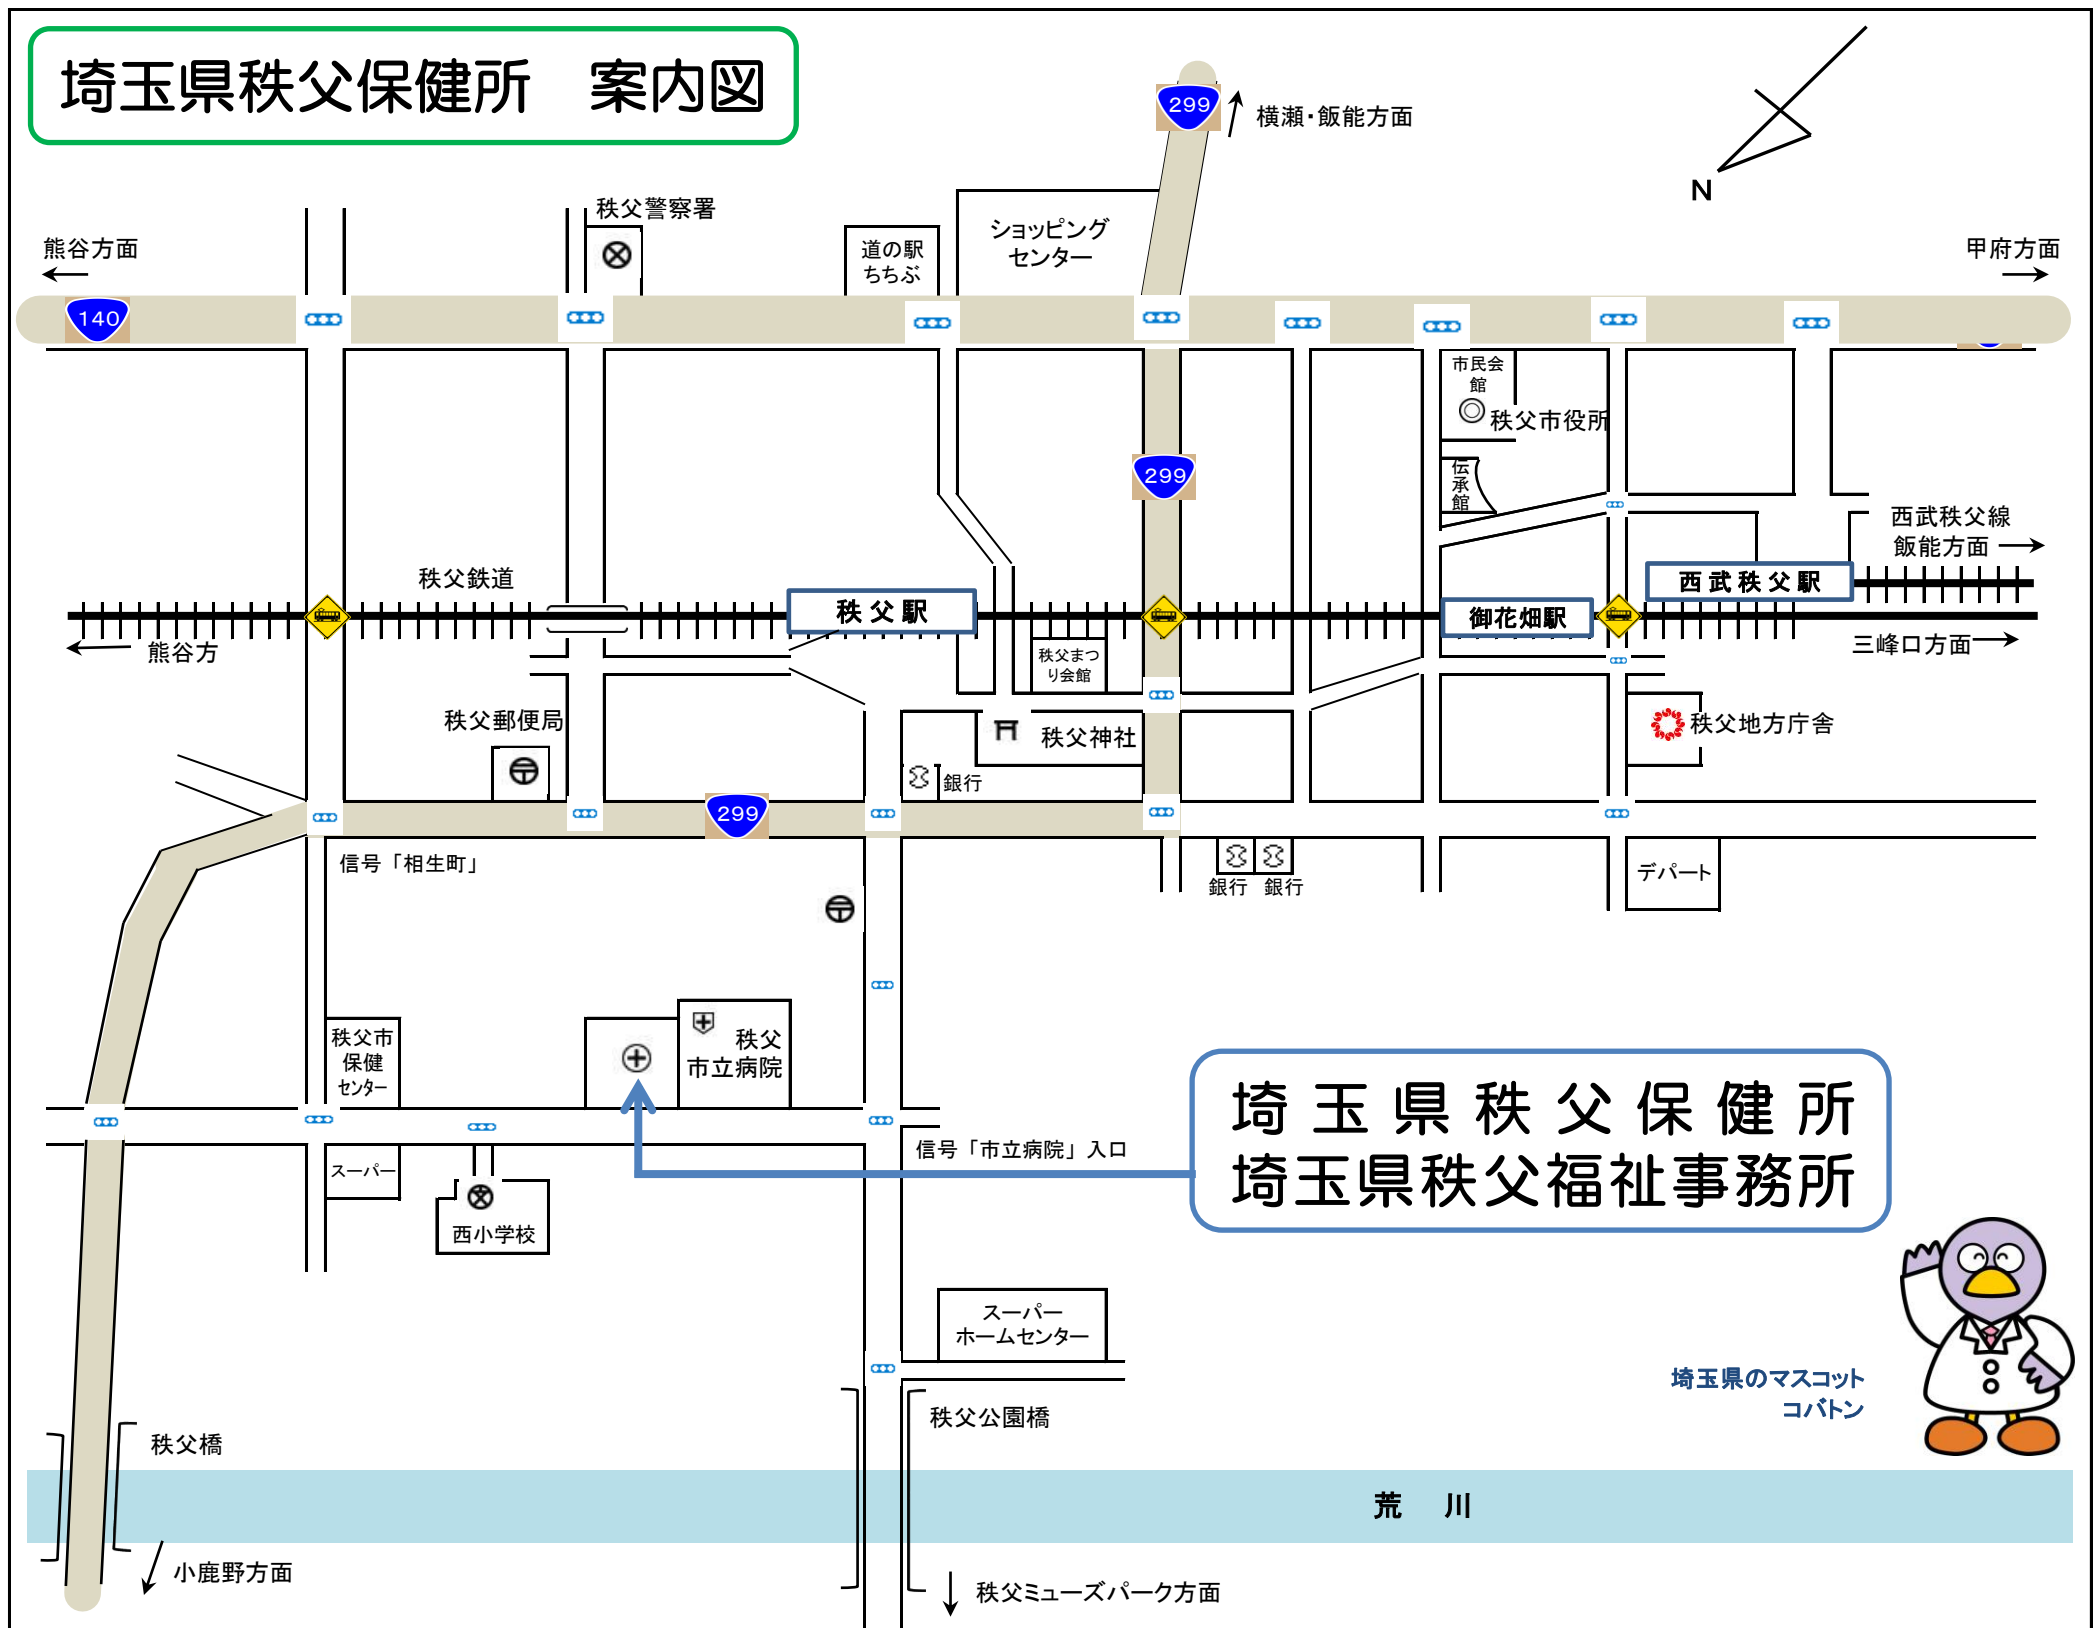 埼玉県秩父保健所　案内図
299
横瀬・飯能方面
N
秩父警察署
ショッピング
センター
道の駅
ちちぶ
熊谷方面
甲府方面
140
市民会
館
秩父市役所
299
伝
承
館
西武秩父線
飯能方面
秩父鉄道
西武秩父駅
秩父駅
御花畑駅
熊谷方
三峰口方面
秩父まつ
り会館
秩父郵便局
秩父神社
秩父地方庁舎
銀行
299
信号「相生町」
銀行
銀行
デパート
秩父市
保健
センター
秩父
市立病院
埼玉県秩父保健所
埼玉県秩父福祉事務所
信号「市立病院」入口
スーパー
西小学校
スーパー
ホームセンター
埼玉県のマスコット
コバトン
秩父公園橋
秩父橋
荒　川
小鹿野方面
秩父ミューズパーク方面